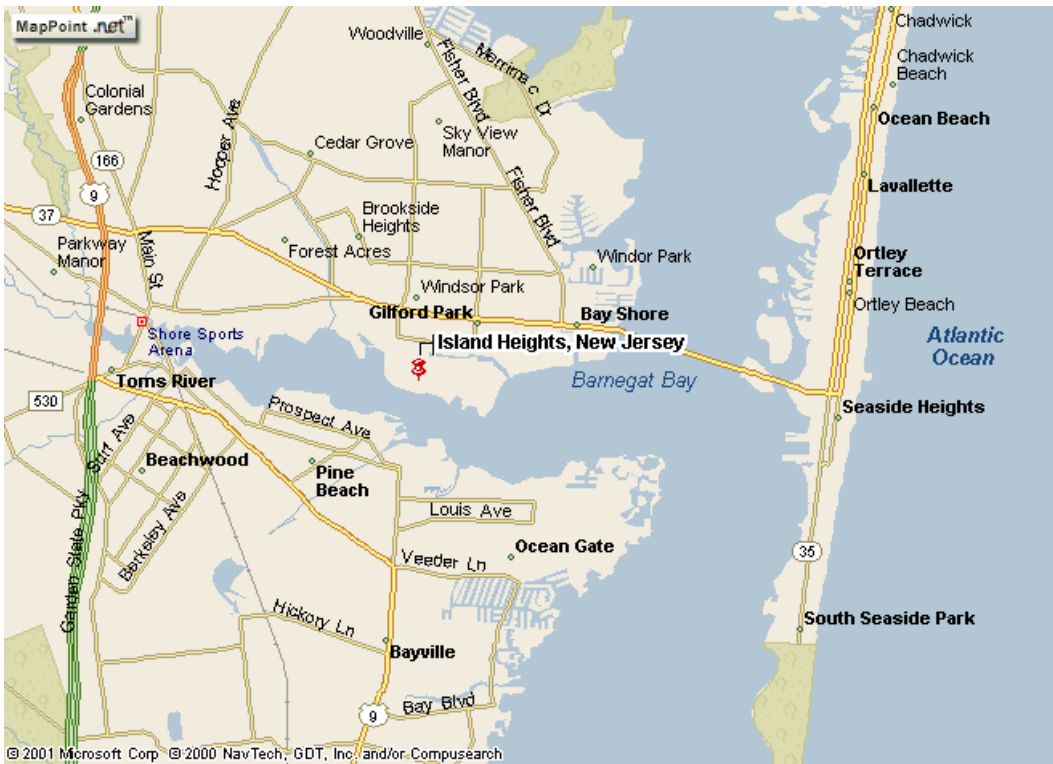 MapPoint .net™
Woodville
Chadwick
Merrimac Dr
Fisher Blvd
Chadwick
Beach
Colonial
Gardens
Ocean Beach
Hooper Ave
Cedar Grove
Sky View
Manor
166
9
Fisher Blvd
Lavallette
37
Brookside
Heights
Main St
Parkway
Manor
Forest Acres
Windor Park
Ortley
Terrace
Windsor Park
Ortley Beach
Gilford Park
Bay Shore
Shore Sports
Arena
Island Heights, New Jersey
Atlantic
Ocean
Toms River
Barnegat Bay
530
Prospect Ave
Seaside Heights
Surf Ave
Beachwood
Pine
Beach
Louis Ave
Berkeley Ave
Garden State Pky
Ocean Gate
Veeder Ln
35
Hickory Ln
South Seaside Park
Bayville
Bay Blvd
9
© 2001 Microsoft Corp © 2000 NavTech, GDT, Inc. and/or Compusearch